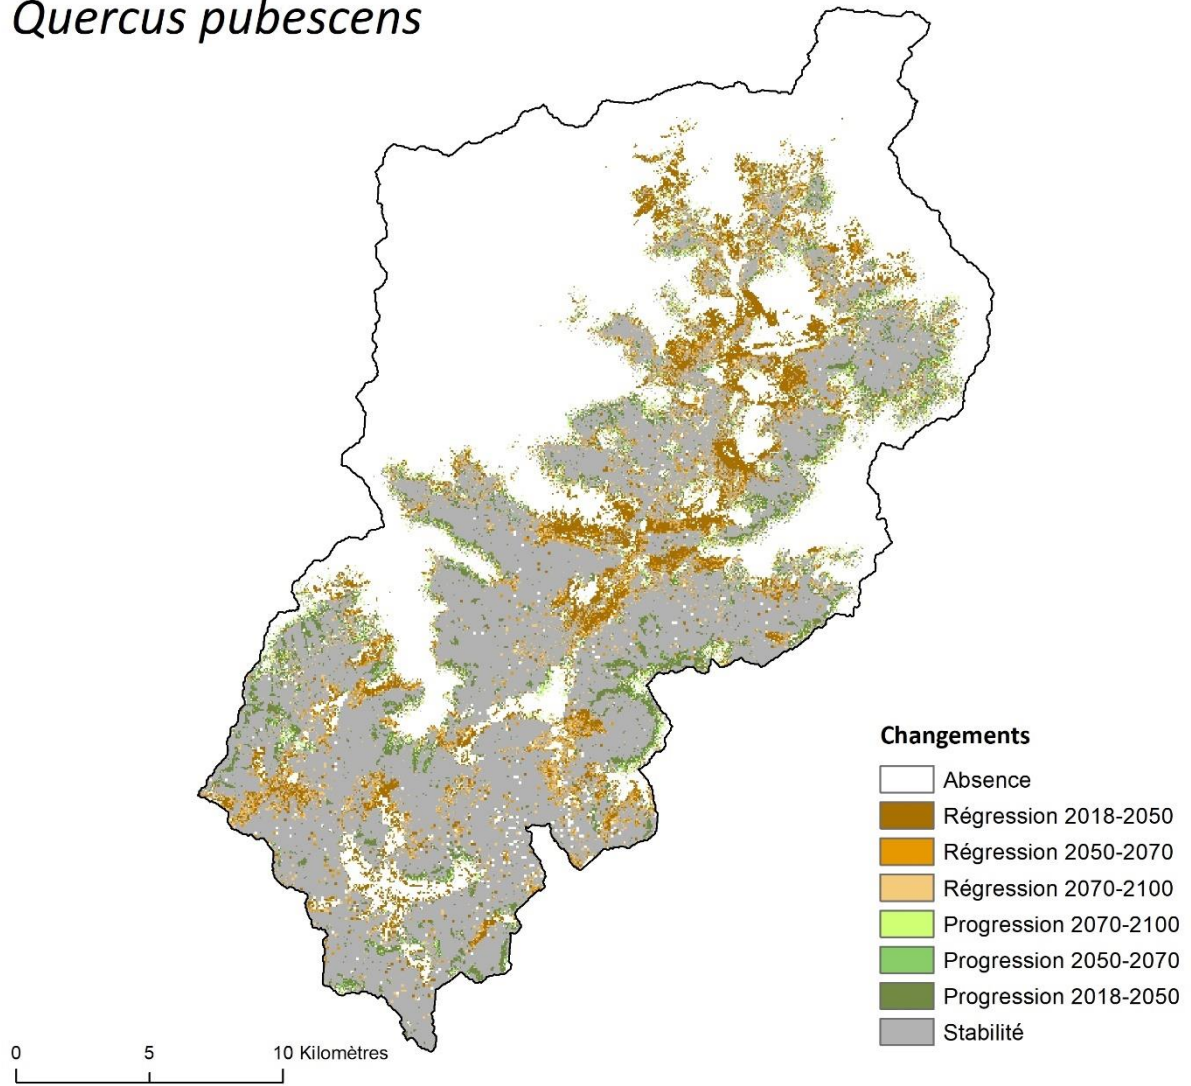 Quercus pubescens
Changements
Absence
Régression 2018-2050
Régression 2050-2070
Régression 2070-2100
Progression 2070-2100
Progression 2050-2070
Progression 2018-2050
Stabilité
0 5 10 Kilomètres